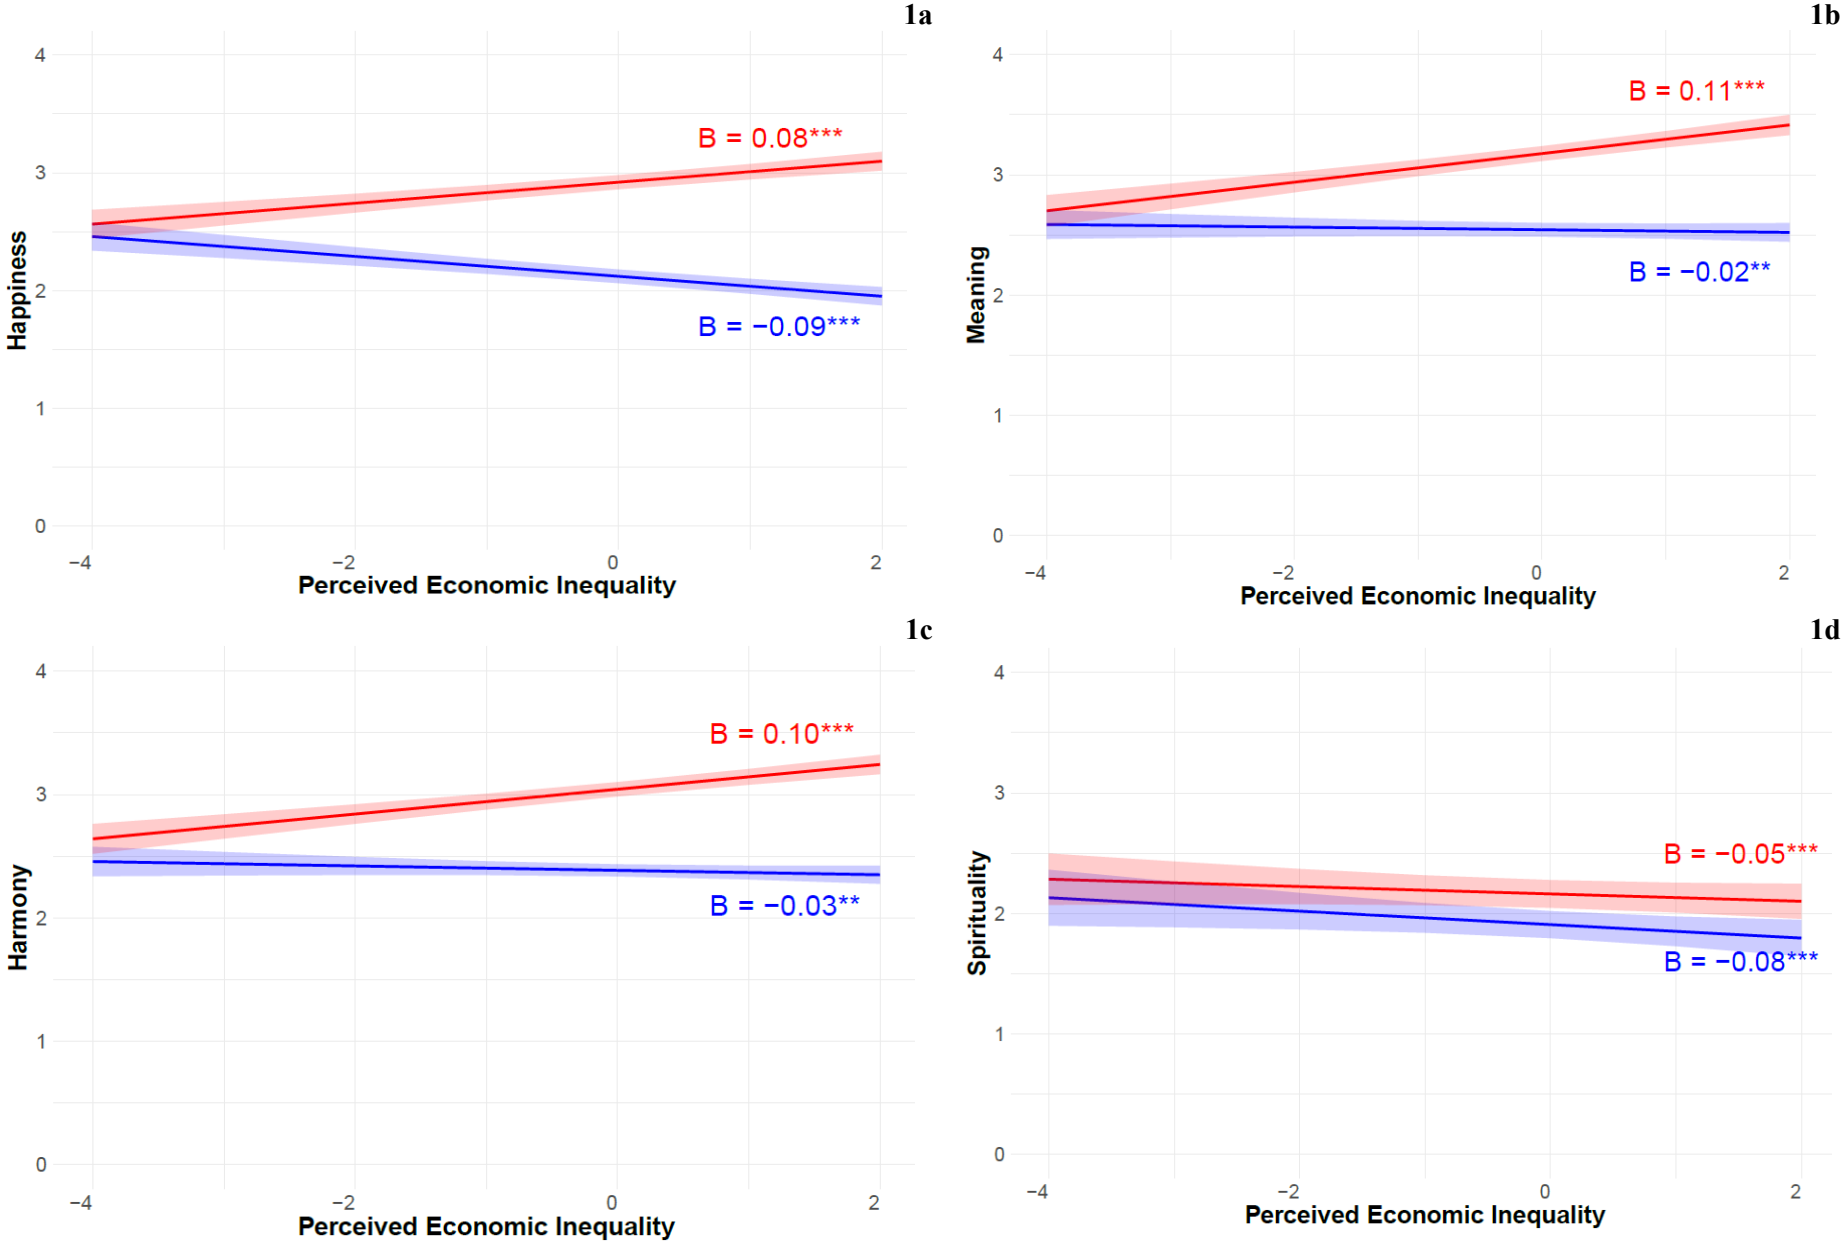 1a
4
3
2
1
0
Happiness
B = 0.08***
B = −0.09***
−4
−2
0
2
Perceived Economic Inequality
1b
4
3
2
1
0
Meaning
B = 0.11***
B = −0.02**
−4
−2
0
2
Perceived Economic Inequality
1c
4
3
2
1
0
Harmony
B = 0.10***
B = −0.03**
−4
−2
0
2
Perceived Economic Inequality
1d
4
3
2
1
0
Spirituality
B = −0.05***
B = −0.08***
−4
−2
0
2
Perceived Economic Inequality